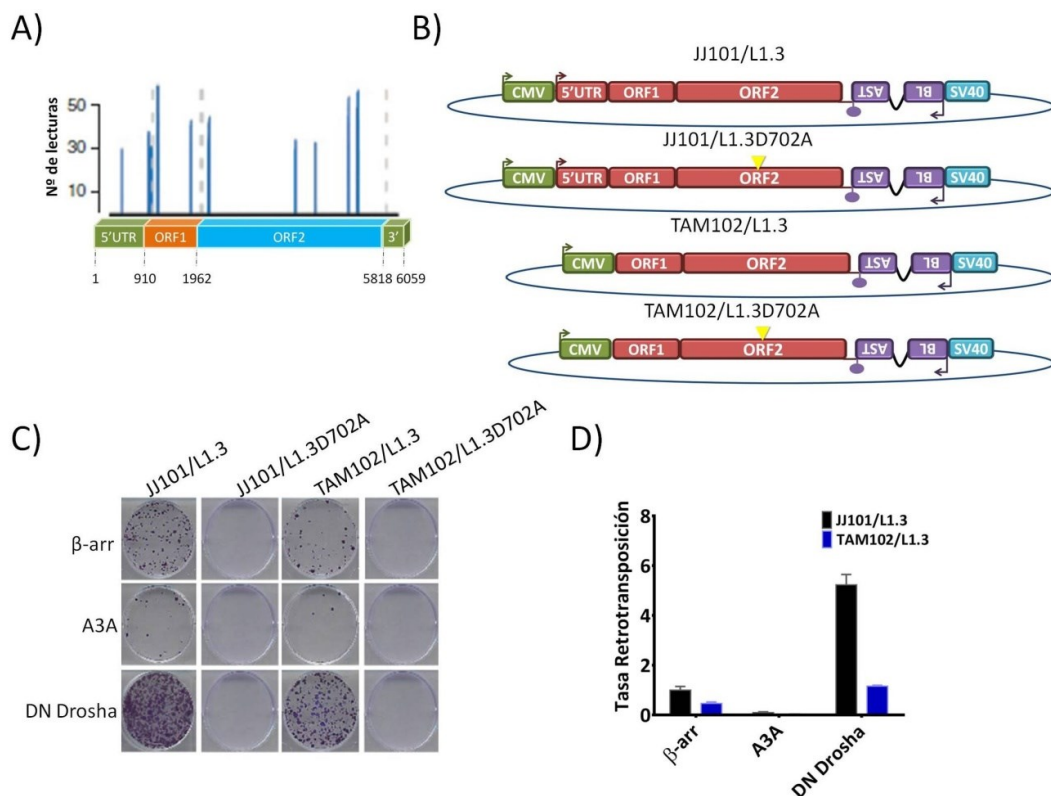 A)
Nº de lecturas
50
30
10
5'UTR ORF1 ORF2 3'
1 910 1962 5818 6059
B)
JJ101/L1.3
CMV 5'UTR ORF1 ORF2 AST BL SV40
JJ101/L1.3D702A
CMV 5'UTR ORF1 ORF2 AST BL SV40
TAM102/L1.3
CMV ORF1 ORF2 AST BL SV40
TAM102/L1.3D702A
CMV ORF1 ORF2 AST BL SV40
C)
JJ101/L1.3
JJ101/L1.3D702A
TAM102/L1.3
TAM102/L1.3D702A
β-arr
A3A
DN Drosha
D)
Tasa Retrotransposición
8
6
4
2
0
JJ101/L1.3
TAM102/L1.3
β-arr
A3A
DN Drosha